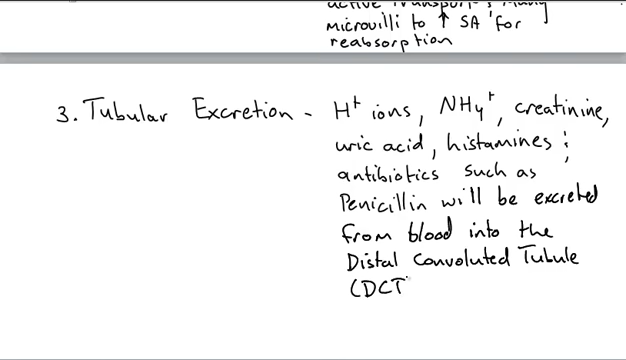 active transport & many
microvilli to ↑ SA for
reabsorption
3. Tubular Excretion - H+ ions, NH4+, creatinine,
uric acid, histamines &
antibiotics such as
Penicillin will be excreted
from blood into the
Distal Convoluted Tubule
(DCT